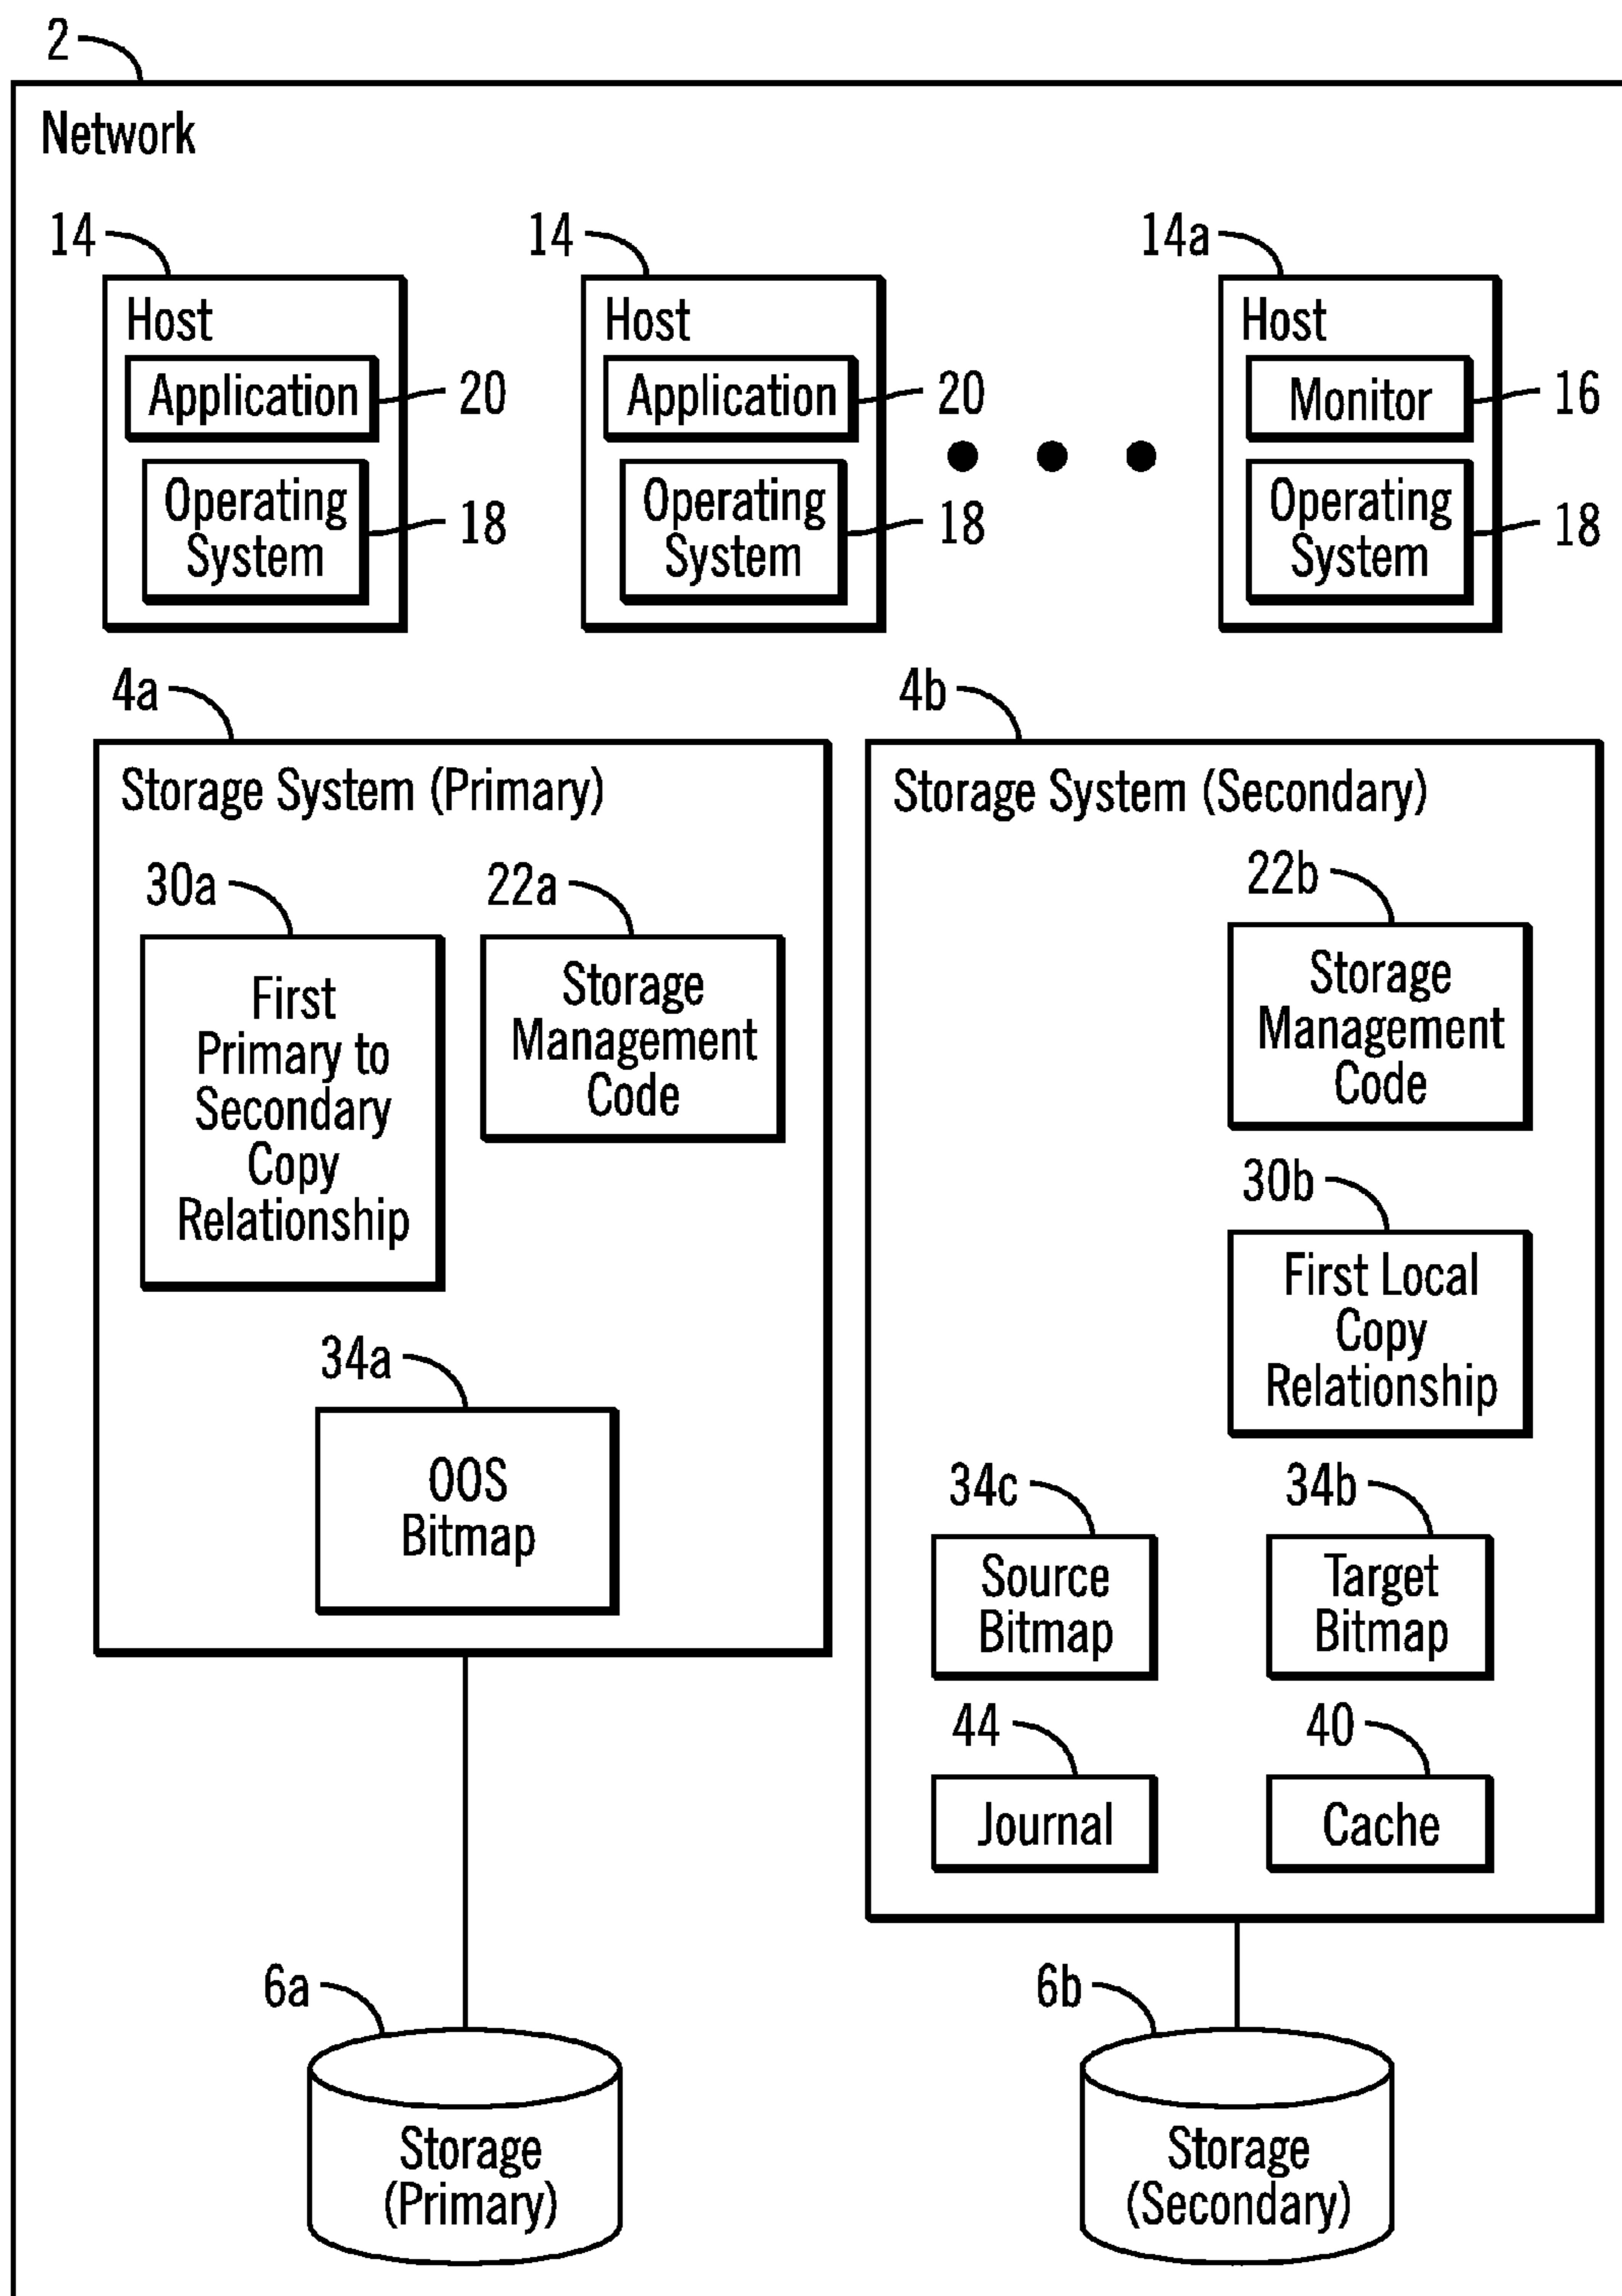 2
Network
14
14
14a
Host
Host
Host
Application
20
Application
20
Monitor
16
Operating
System
18
Operating
System
18
Operating
System
18
4a
4b
Storage System (Primary)
Storage System (Secondary)
30a
22a
22b
First
Primary to
Secondary
Copy
Relationship
Storage
Management
Code
Storage
Management
Code
30b
First Local
Copy
Relationship
34a
OOS
Bitmap
34c
34b
Source
Bitmap
Target
Bitmap
44
40
Journal
Cache
6a
6b
Storage
(Primary)
Storage
(Secondary)